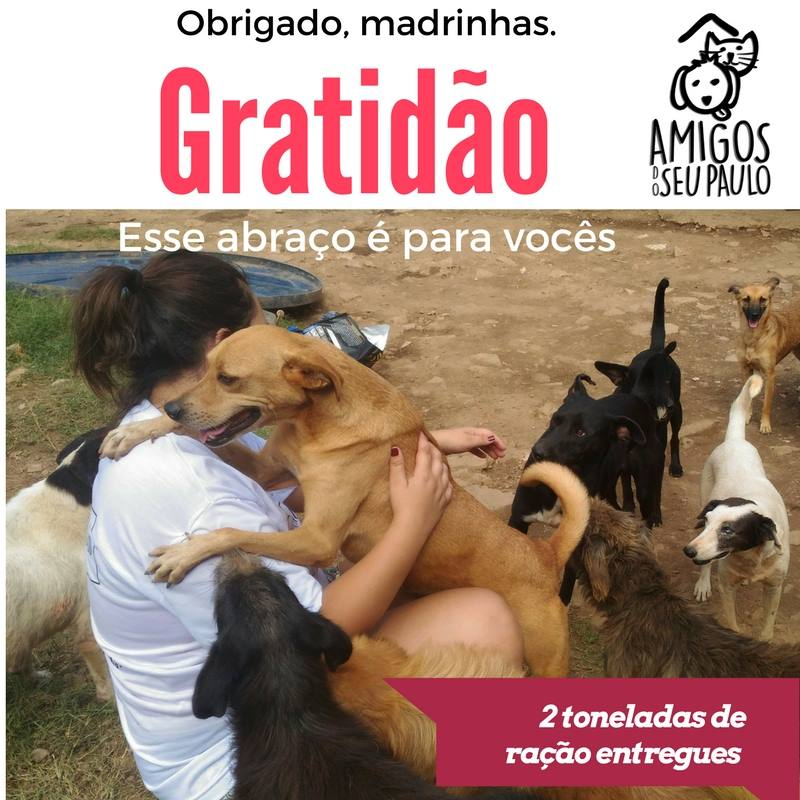 Obrigado, madrinhas.
Gratidão
AMIGOS
DO SEU PAULO
Esse abraço é para vocês
2 toneladas de
ração entregues